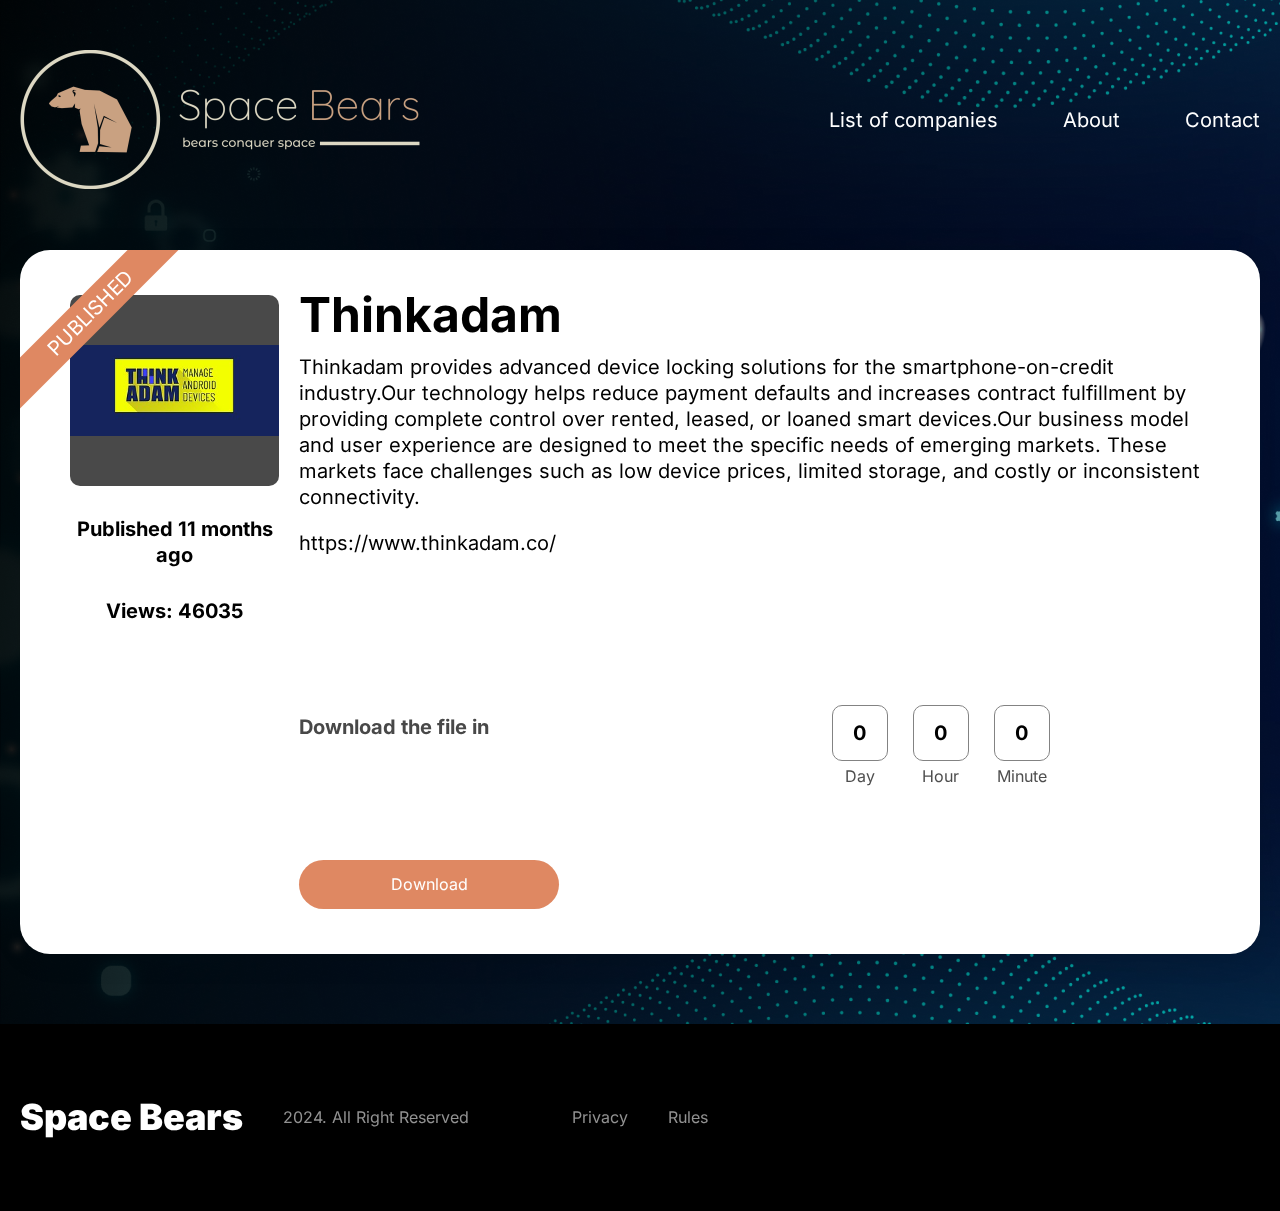 Space Bears
bears conquer space
List of companies
About
Contact
PUBLISHED
THINK ADAM
MANAGE ANDROID DEVICES
Published 11 months
ago
Views: 46035
Thinkadam
Thinkadam provides advanced device locking solutions for the smartphone-on-credit
industry.Our technology helps reduce payment defaults and increases contract fulfillment by
providing complete control over rented, leased, or loaned smart devices.Our business model
and user experience are designed to meet the specific needs of emerging markets. These
markets face challenges such as low device prices, limited storage, and costly or inconsistent
connectivity.
https://www.thinkadam.co/
Download the file in
0 0 0
Day Hour Minute
Download
Space Bears
2024. All Right Reserved
Privacy
Rules